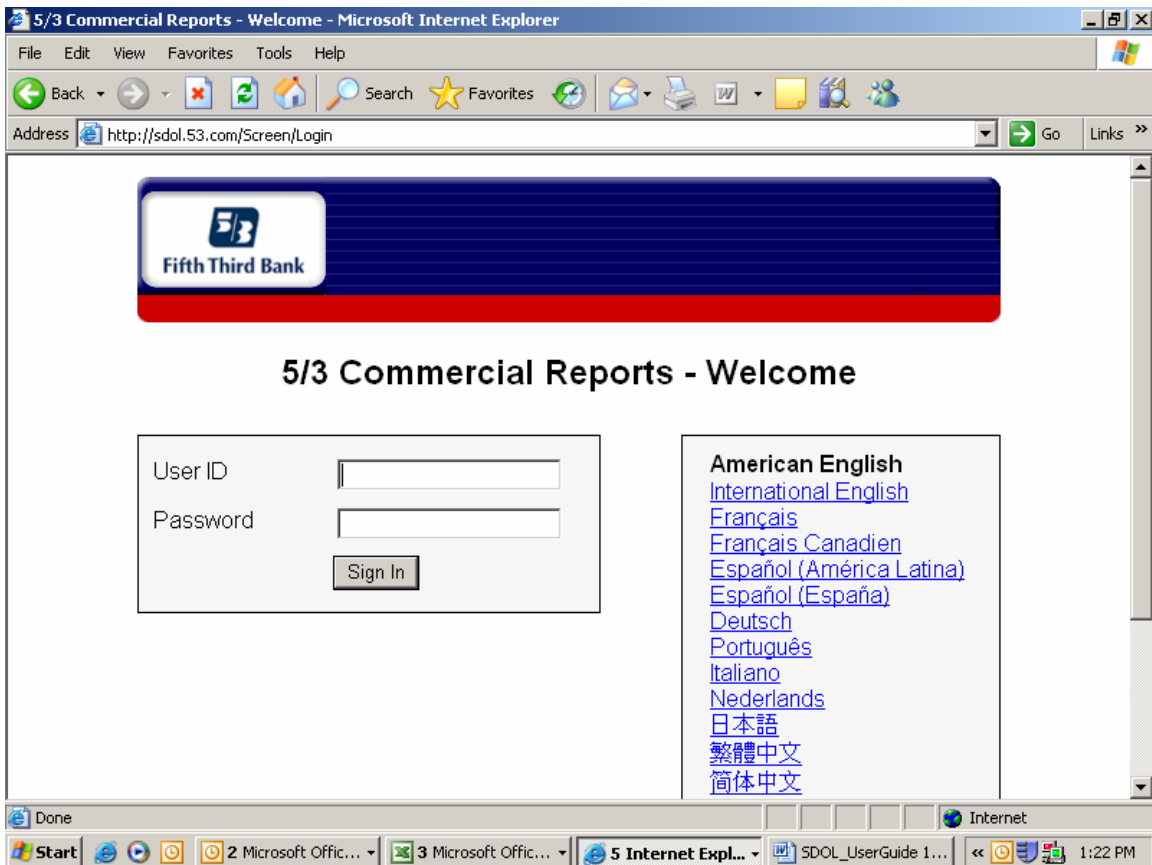 5/3 Commercial Reports - Welcome - Microsoft Internet Explorer
File Edit View Favorites Tools Help
Back Search Favorites
Address http://sdol.53.com/Screen/Login Go Links »
5/3
Fifth Third Bank
5/3 Commercial Reports - Welcome
User ID
Password
Sign In
American English
International English
Français
Français Canadien
Español (América Latina)
Español (España)
Deutsch
Português
Italiano
Nederlands
日本語
繁體中文
简体中文
Done Internet
Start 2 Microsoft Offic... 3 Microsoft Offic... 5 Internet Expl... SDOL_UserGuide 1... « 1:22 PM